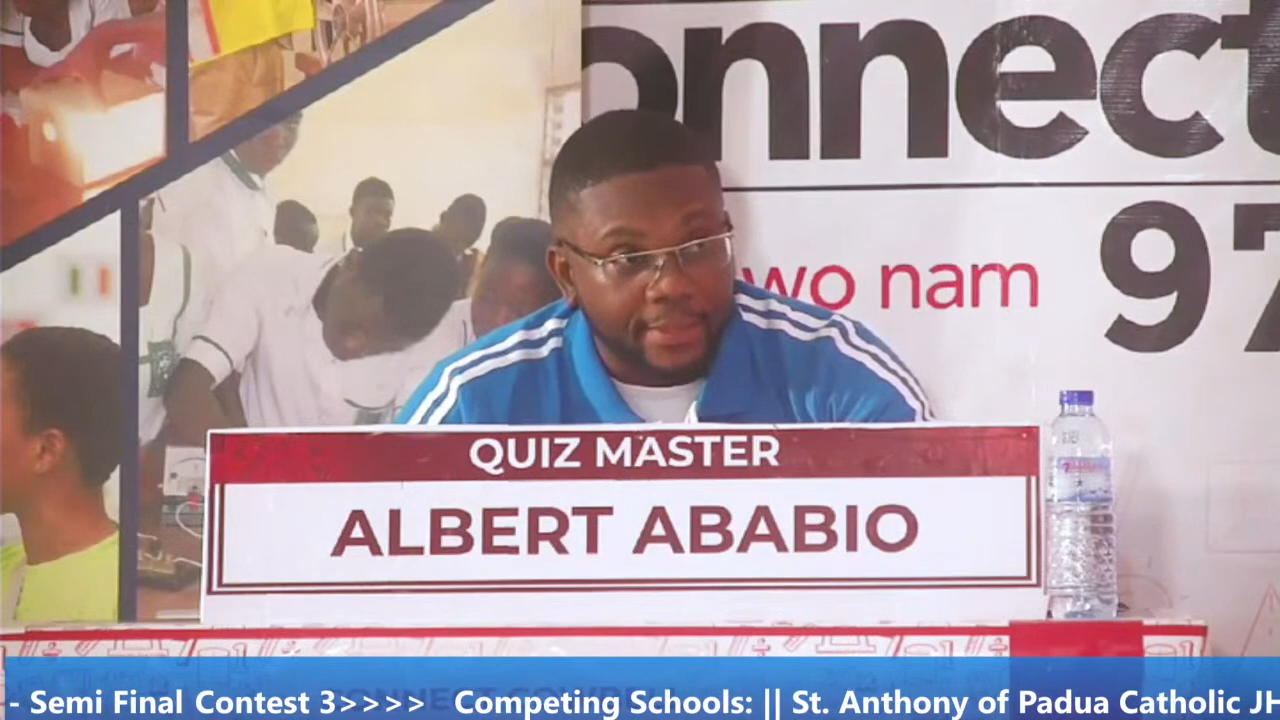 onnect
wo nam
97
QUIZ MASTER
ALBERT ABABIO
- Semi Final Contest 3>>>> Competing Schools: || St. Anthony of Padua Catholic JH